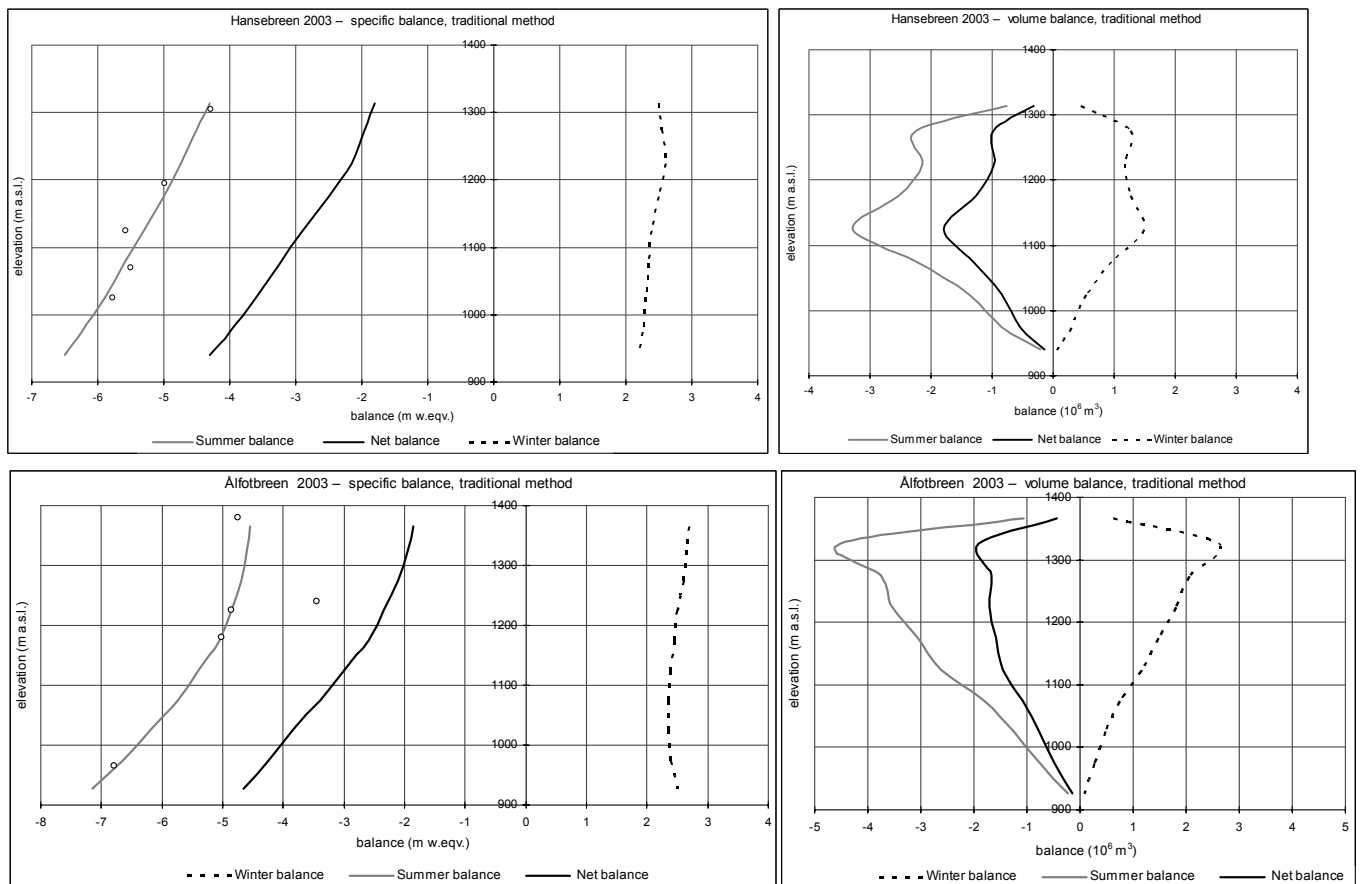 Hansebreen 2003 – specific balance, traditional method
1400
1300
1200
1100
1000
900
elevation (m a.s.l.)
-7 -6 -5 -4 -3 -2 -1 0 1 2 3 4
balance (m w.eqv.)
Summer balance Net balance Winter balance
Hansebreen 2003 – volume balance, traditional method
1400
1300
1200
1100
1000
900
elevation (m a.s.l.)
-4 -3 -2 -1 0 1 2 3 4
balance (10⁶ m³)
Summer balance Net balance Winter balance
Ålfotbreen 2003 – specific balance, traditional method
1400
1300
1200
1100
1000
900
elevation (m a.s.l.)
-8 -7 -6 -5 -4 -3 -2 -1 0 1 2 3 4
balance (m w.eqv.)
Winter balance Summer balance Net balance
Ålfotbreen 2003 – volume balance, traditional method
1400
1300
1200
1100
1000
900
elevation (m a.s.l.)
-5 -4 -3 -2 -1 0 1 2 3 4 5
balance (10⁶ m³)
Winter balance Summer balance Net balance